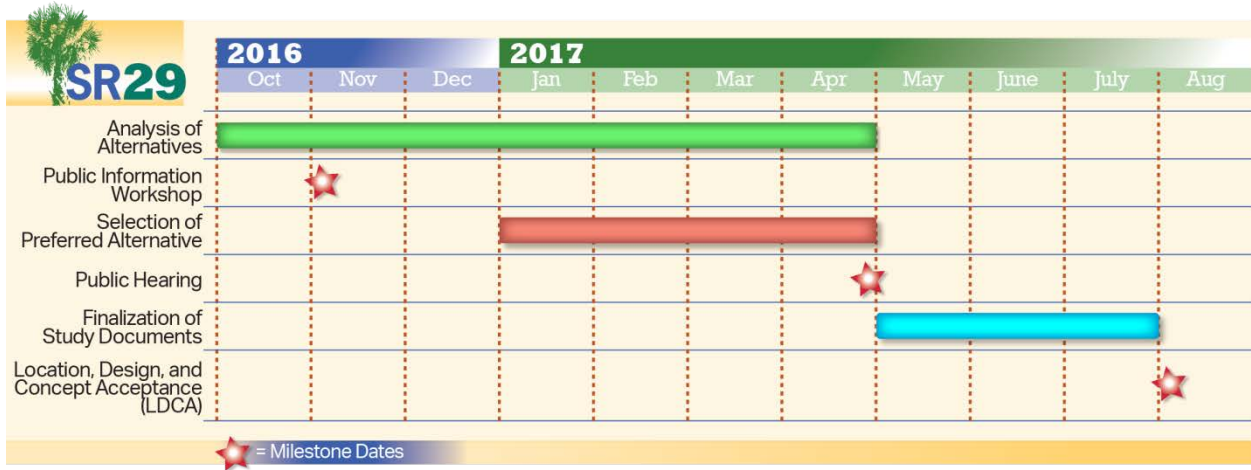 SR29
2016 2017
Oct Nov Dec Jan Feb Mar Apr May June July Aug
Analysis of
Alternatives
Public Information
Workshop
Selection of
Preferred Alternative
Public Hearing
Finalization of
Study Documents
Location, Design, and
Concept Acceptance
(LDCA)
= Milestone Dates